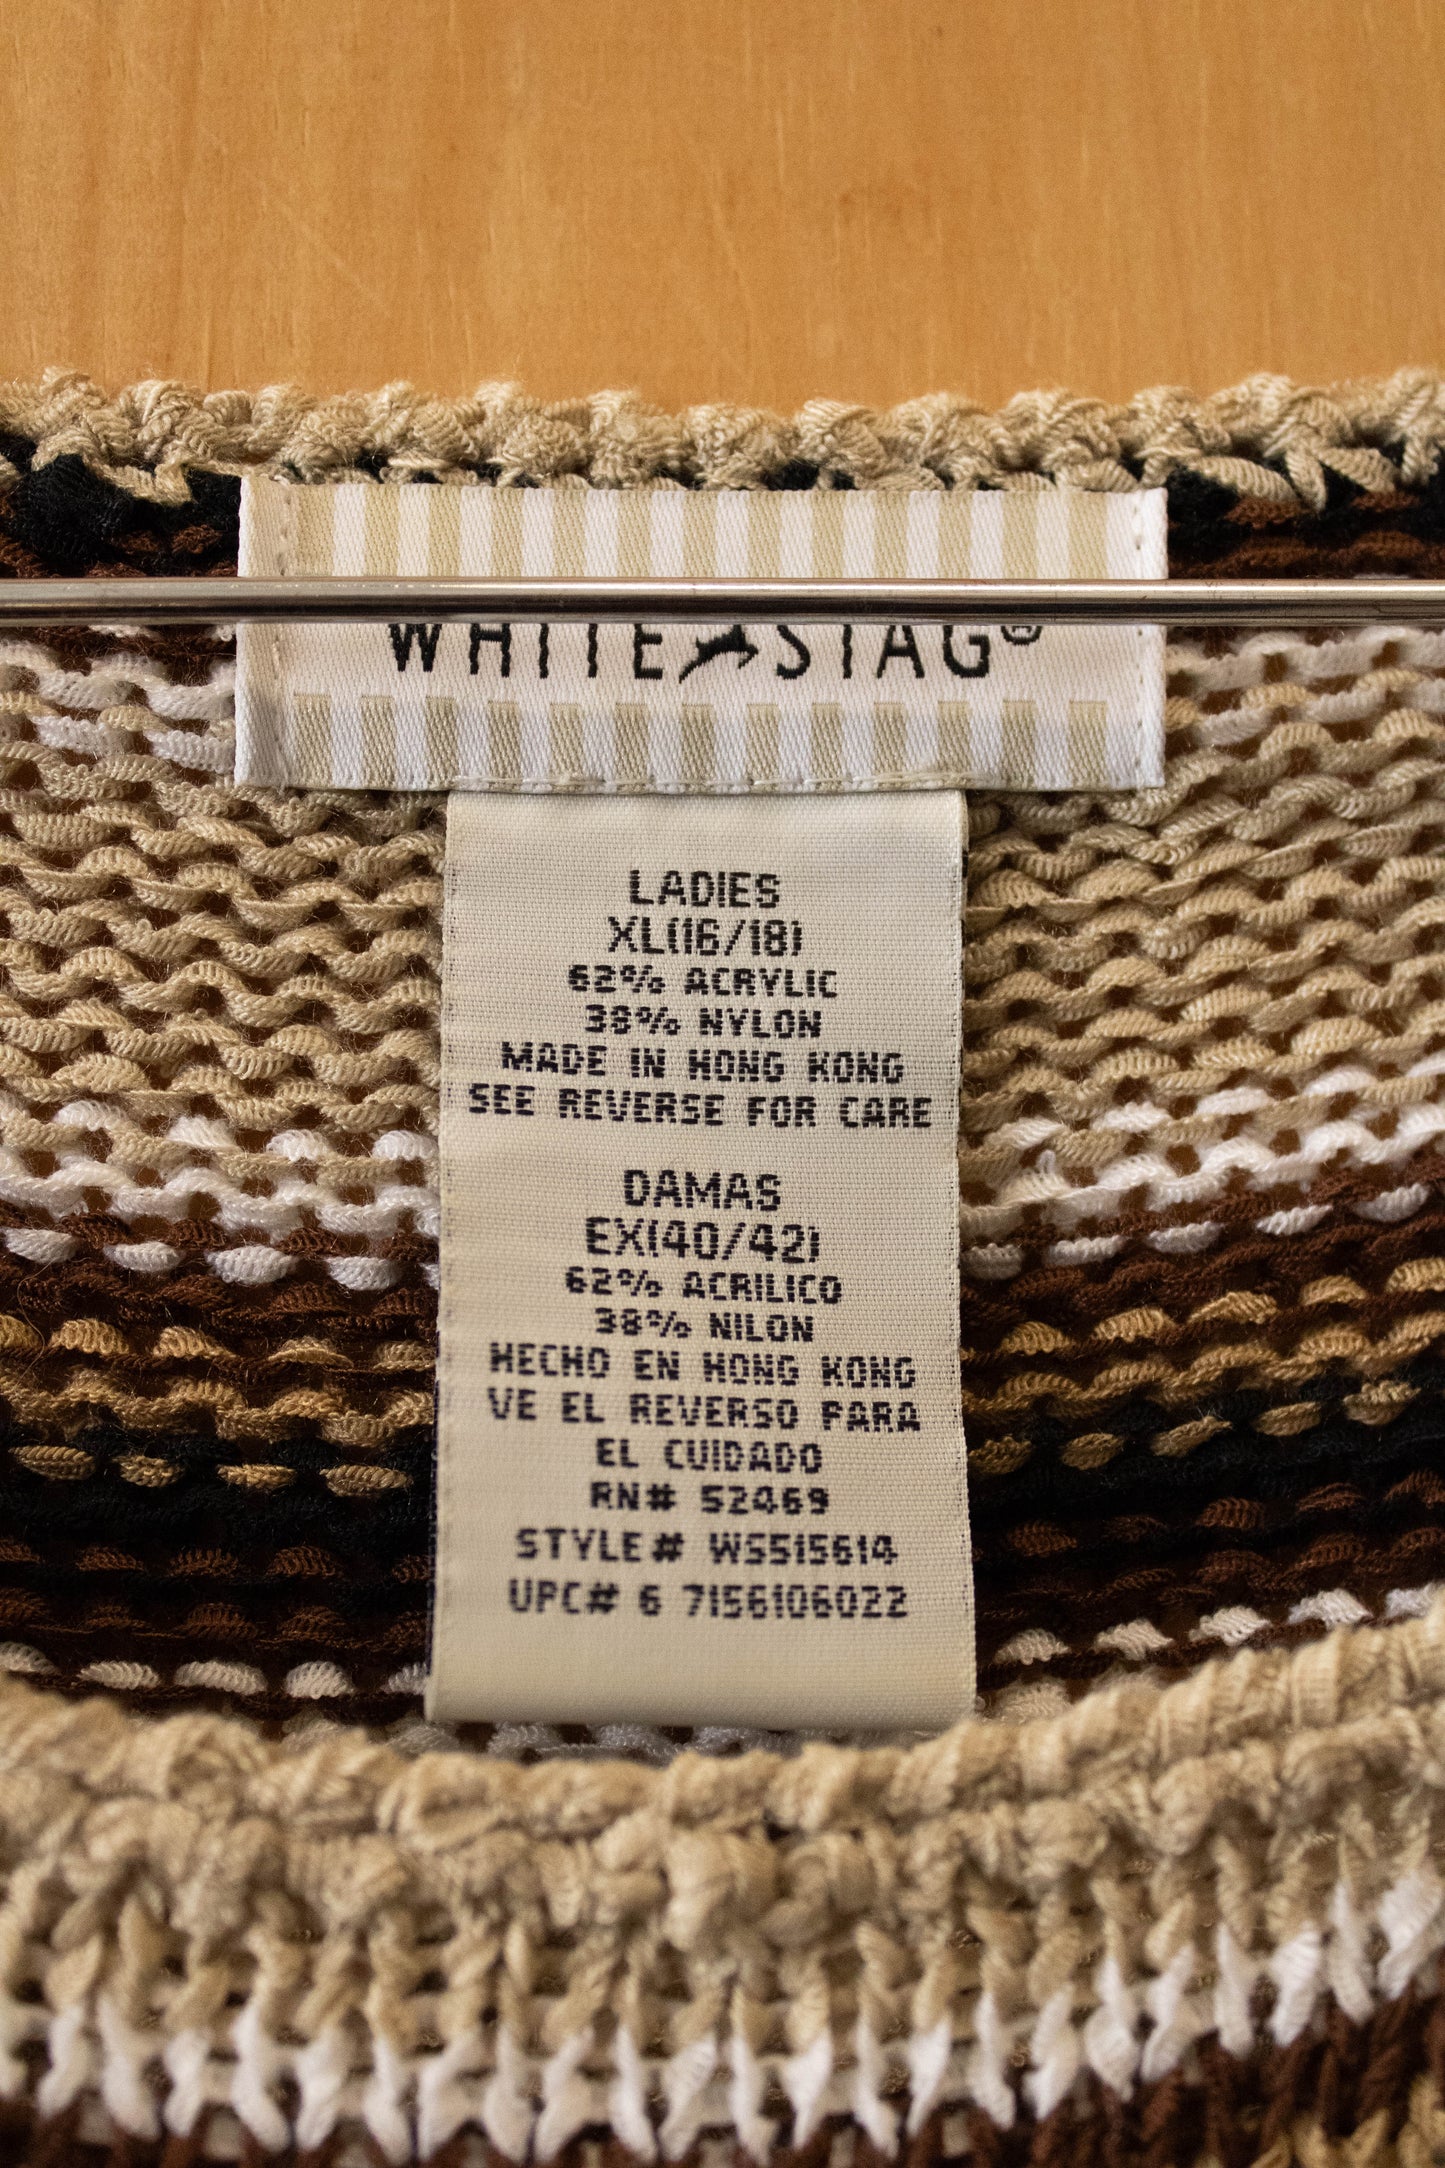 WHITE STAG®
LADIES
XL(16/18)
62% ACRYLIC
38% NYLON
MADE IN HONG KONG
SEE REVERSE FOR CARE
DAMAS
EX(40/42)
62% ACRILICO
38% NILON
HECHO EN HONG KONG
VE EL REVERSO PARA
EL CUIDADO
RN# 52469
STYLE# WS515614
UPC# 6 7156106022